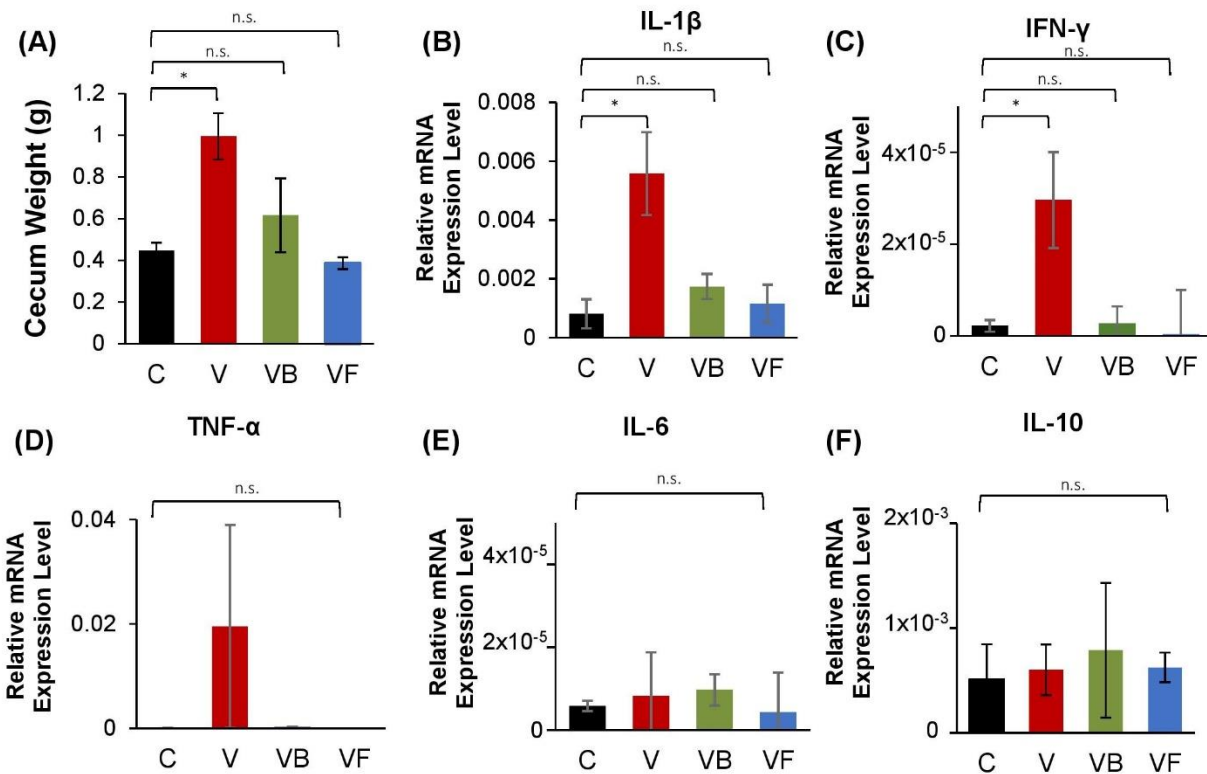 (A)
n.s.
n.s.
*
Cecum Weight (g)
1.2
1
0.8
0.6
0.4
0.2
0
C V VB VF
(B)
IL-1β
n.s.
n.s.
*
Relative mRNA
Expression Level
0.008
0.006
0.004
0.002
0
C V VB VF
(C)
IFN-γ
n.s.
n.s.
*
Relative mRNA
Expression Level
4x10⁻⁵
2x10⁻⁵
0
C V VB VF
(D)
TNF-α
n.s.
Relative mRNA
Expression Level
0.04
0.02
0
C V VB VF
(E)
IL-6
n.s.
Relative mRNA
Expression Level
4x10⁻⁵
2x10⁻⁵
0
C V VB VF
(F)
IL-10
n.s.
Relative mRNA
Expression Level
2x10⁻³
1x10⁻³
0
C V VB VF